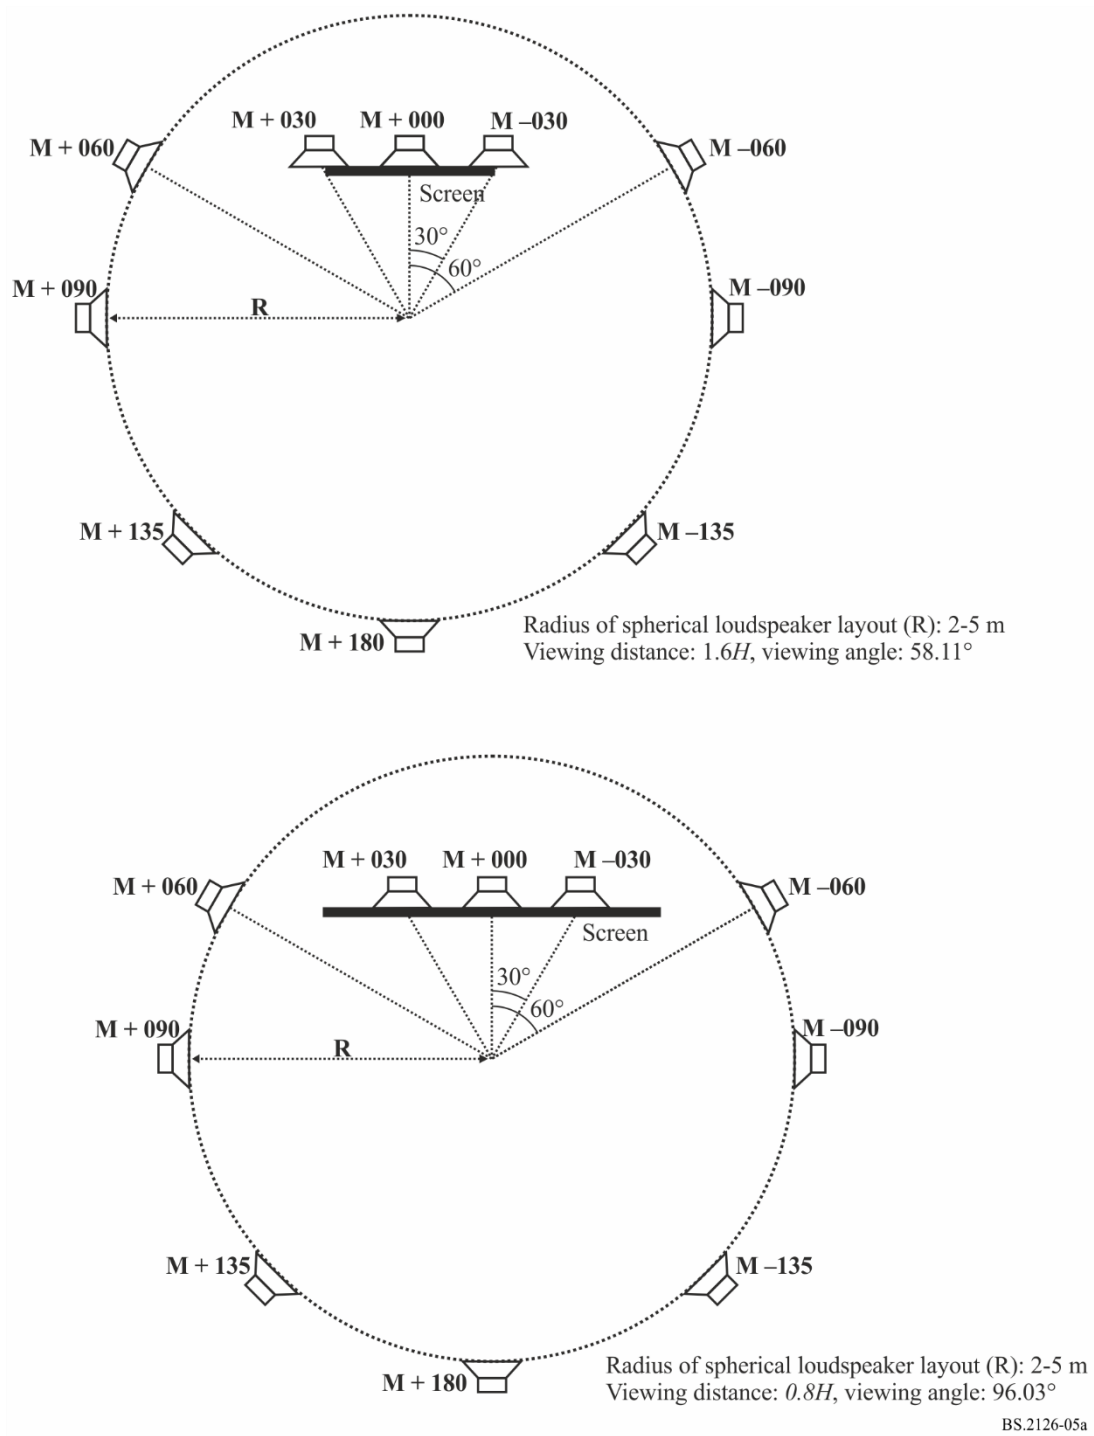 M + 030 M + 000 M –030
M + 060 M –060
Screen
30°
60°
M + 090 M –090
R
M + 135 M –135
M + 180
Radius of spherical loudspeaker layout (R): 2-5 m
Viewing distance: 1.6H, viewing angle: 58.11°
M + 030 M + 000 M –030
M + 060 M –060
Screen
30°
60°
M + 090 M –090
R
M + 135 M –135
M + 180
Radius of spherical loudspeaker layout (R): 2-5 m
Viewing distance: 0.8H, viewing angle: 96.03°
BS.2126-05a